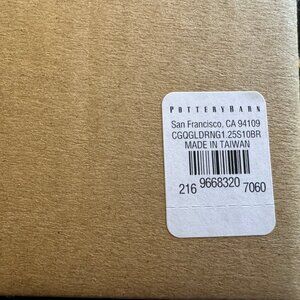 POTTERY BARN
San Francisco, CA 94109
CGQGLDRNG1.25S10BR
MADE IN TAIWAN
216 9668320 7060